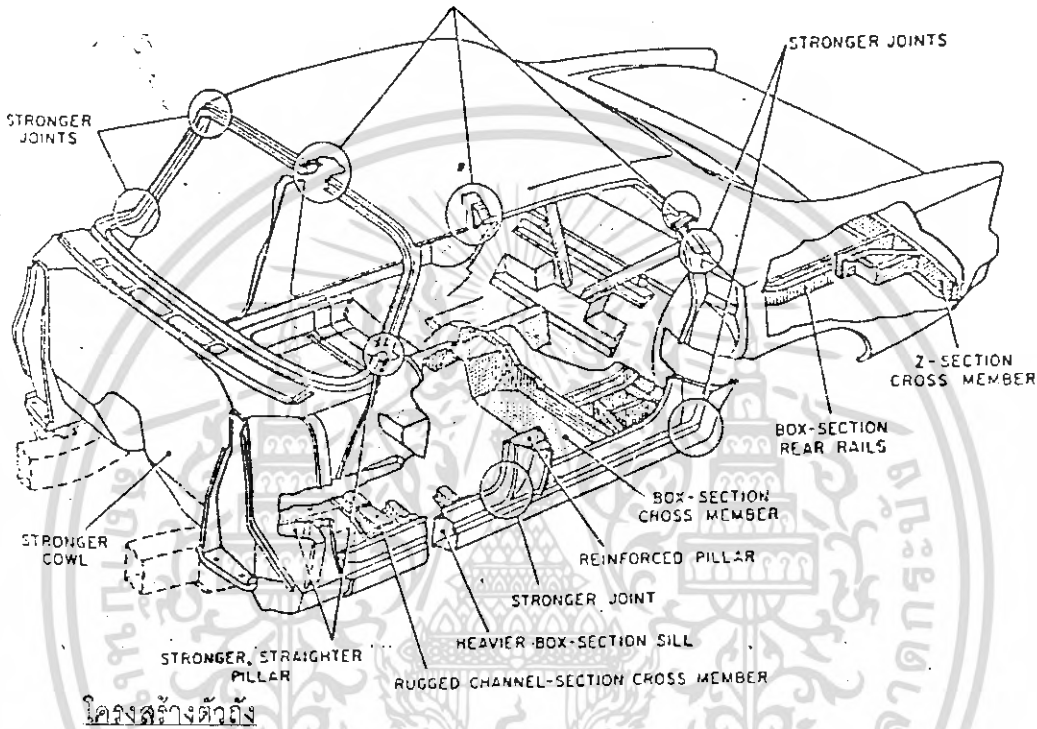 STRONGER JOINTS
STRONGER
JOINTS
Z-SECTION
CROSS MEMBER
BOX-SECTION
REAR RAILS
BOX-SECTION
CROSS MEMBER
STRONGER
COWL
REINFORCED PILLAR
STRONGER JOINT
HEAVIER BOX-SECTION SILL
STRONGER, STRAIGHTER
PILLAR
RUGGED CHANNEL-SECTION CROSS MEMBER
โครงสร้างตัวถัง